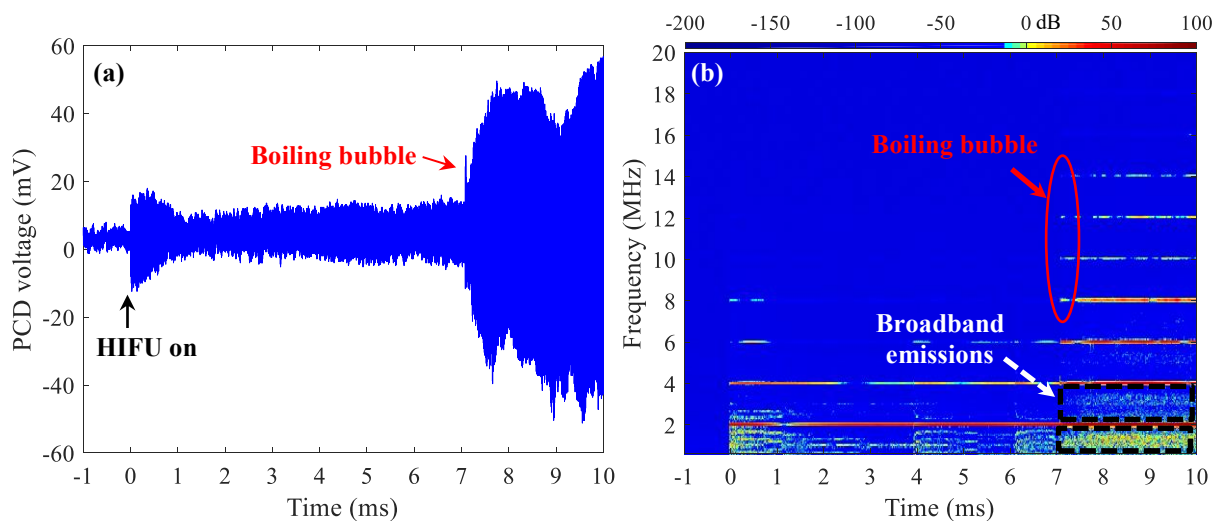 (a)
60
40
20
0
-20
-40
-60
PCD voltage (mV)
Boiling bubble
HIFU on
-1 0 1 2 3 4 5 6 7 8 9 10
Time (ms)
-200 -150 -100 -50 0 dB 50 100
(b)
20
18
16
14
12
10
8
6
4
2
Frequency (MHz)
Boiling bubble
Broadband
emissions
-1 0 1 2 3 4 5 6 7 8 9 10
Time (ms)